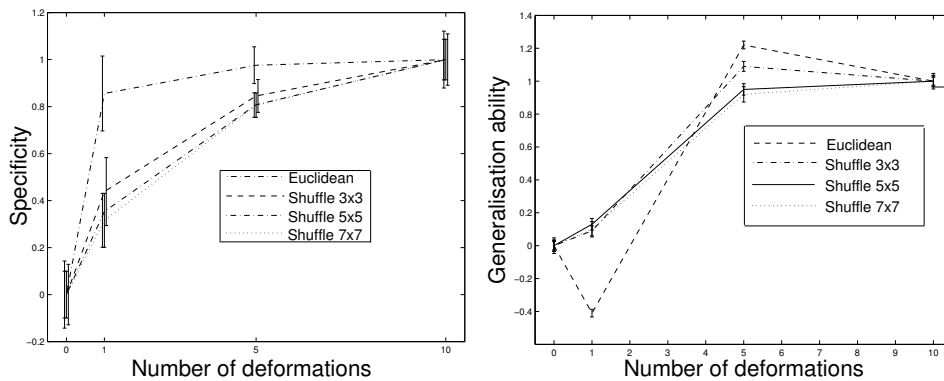 Specificity
1.2
1
0.8
0.6
0.4
0.2
0
−0.2
0 1 5 10
Number of deformations
Euclidean
Shuffle 3x3
Shuffle 5x5
Shuffle 7x7
Generalisation ability
1.4
1.2
1
0.8
0.6
0.4
0.2
0
−0.2
−0.4
0 1 2 3 4 5 6 7 8 9 10
Number of deformations
Euclidean
Shuffle 3x3
Shuffle 5x5
Shuffle 7x7